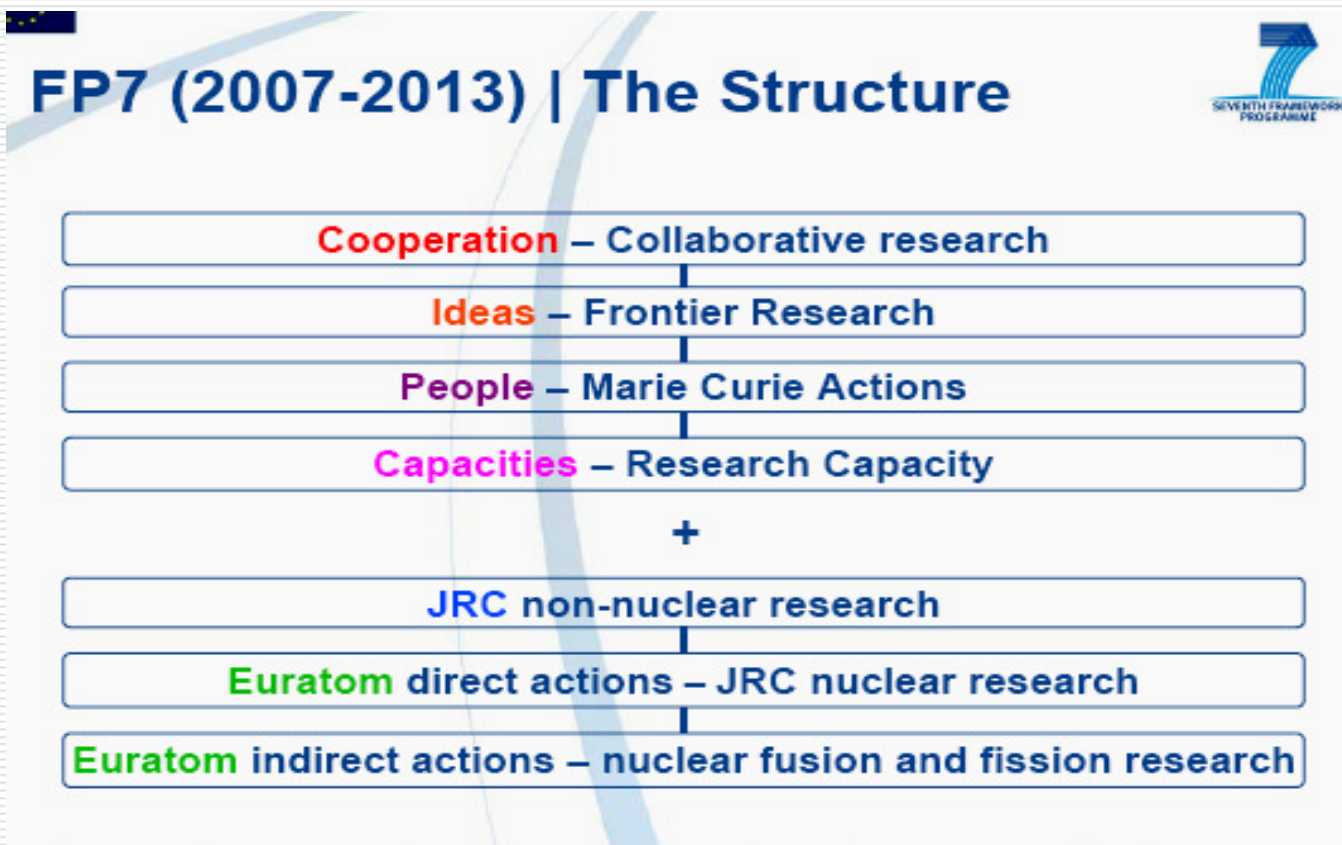 FP7 (2007-2013) | The Structure
SEVENTH FRAMEWORK
PROGRAMME
Cooperation – Collaborative research
Ideas – Frontier Research
People – Marie Curie Actions
Capacities – Research Capacity
+
JRC non-nuclear research
Euratom direct actions – JRC nuclear research
Euratom indirect actions – nuclear fusion and fission research